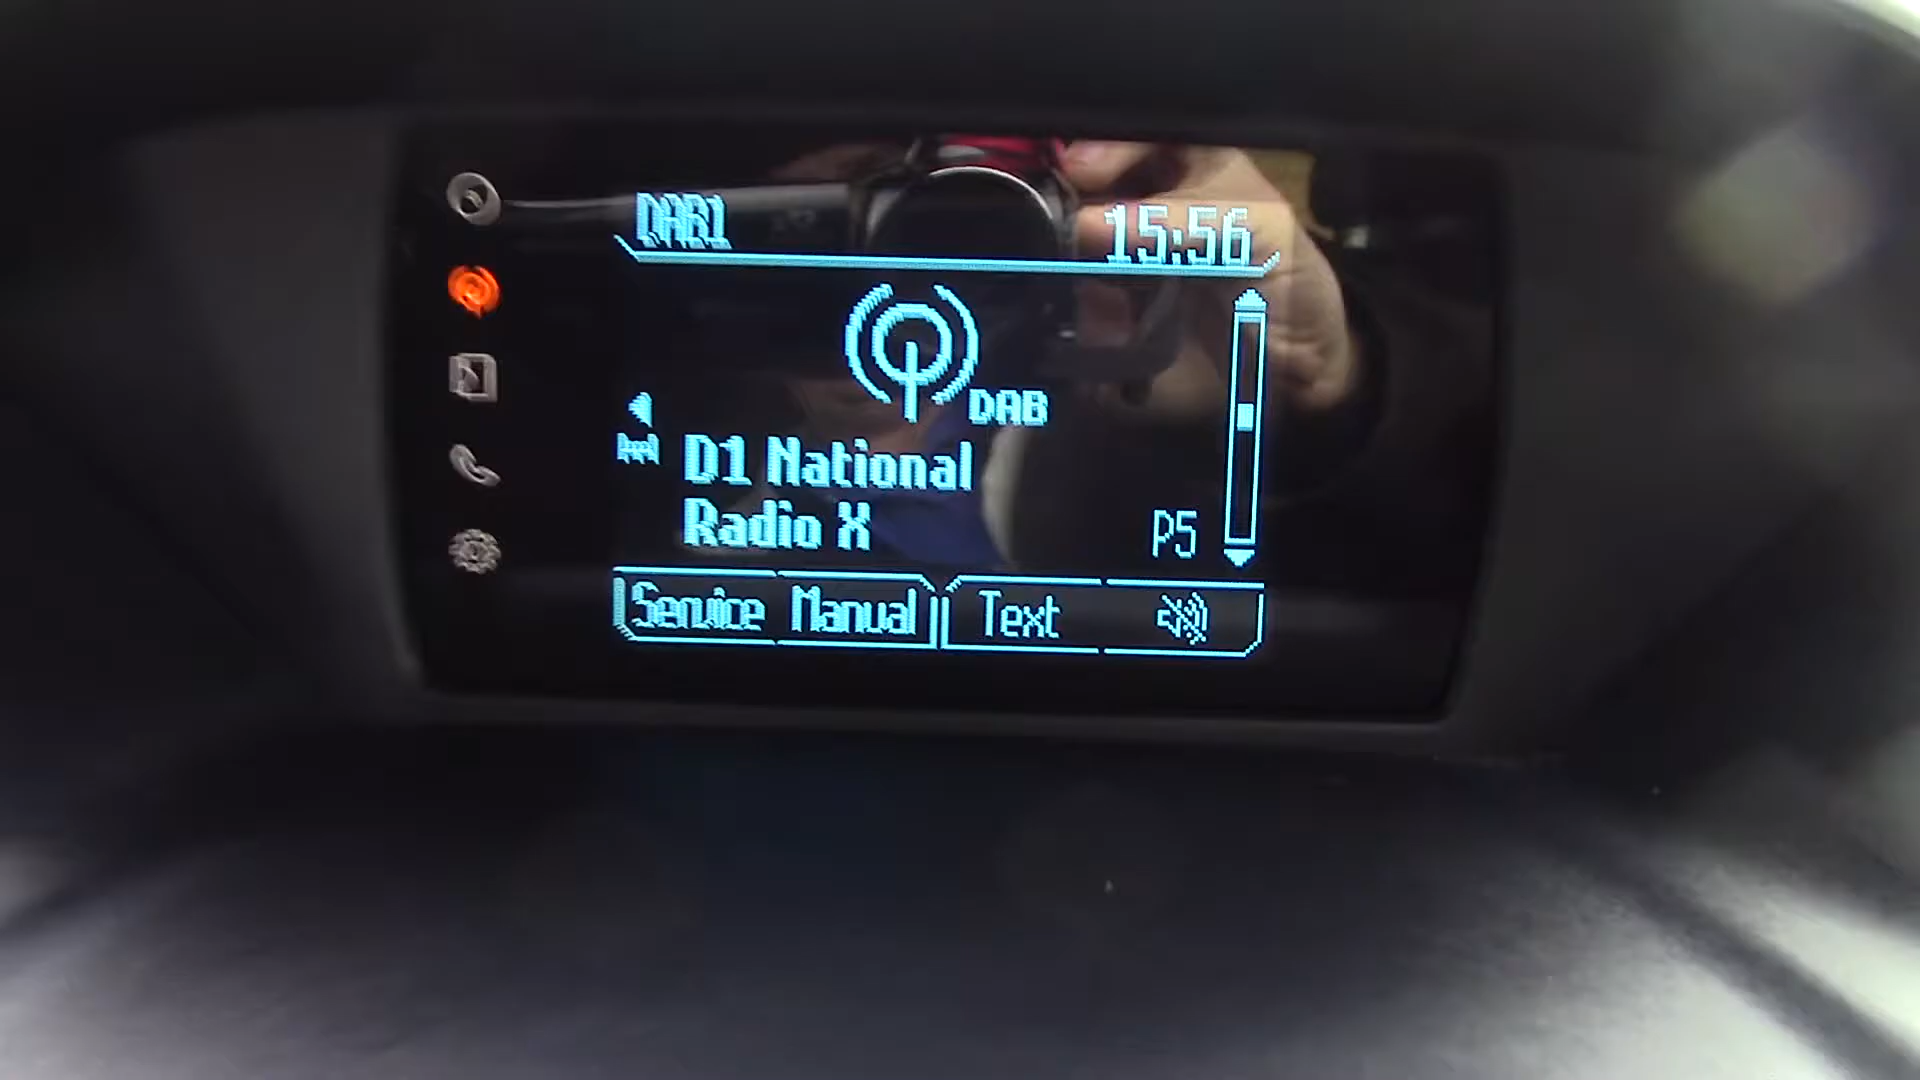 DAB1 15:56
DAB
D1 National
Radio X P5
Service Manual Text